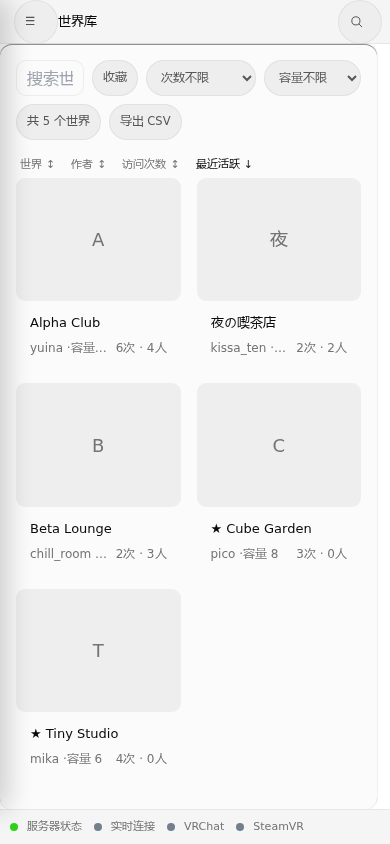 ☰ 世界库
搜索世 收藏 次数不限 容量不限
共 5 个世界 导出 CSV
世界 ↕ 作者 ↕ 访问次数 ↕ 最近活跃 ↓
A
夜
Alpha Club
yuina ·容量… 6次 · 4人
夜の喫茶店
kissa_ten ·… 2次 · 2人
B
C
Beta Lounge
chill_room … 2次 · 3人
★ Cube Garden
pico ·容量 8 3次 · 0人
T
★ Tiny Studio
mika ·容量 6 4次 · 0人
服务器状态 实时连接 VRChat SteamVR